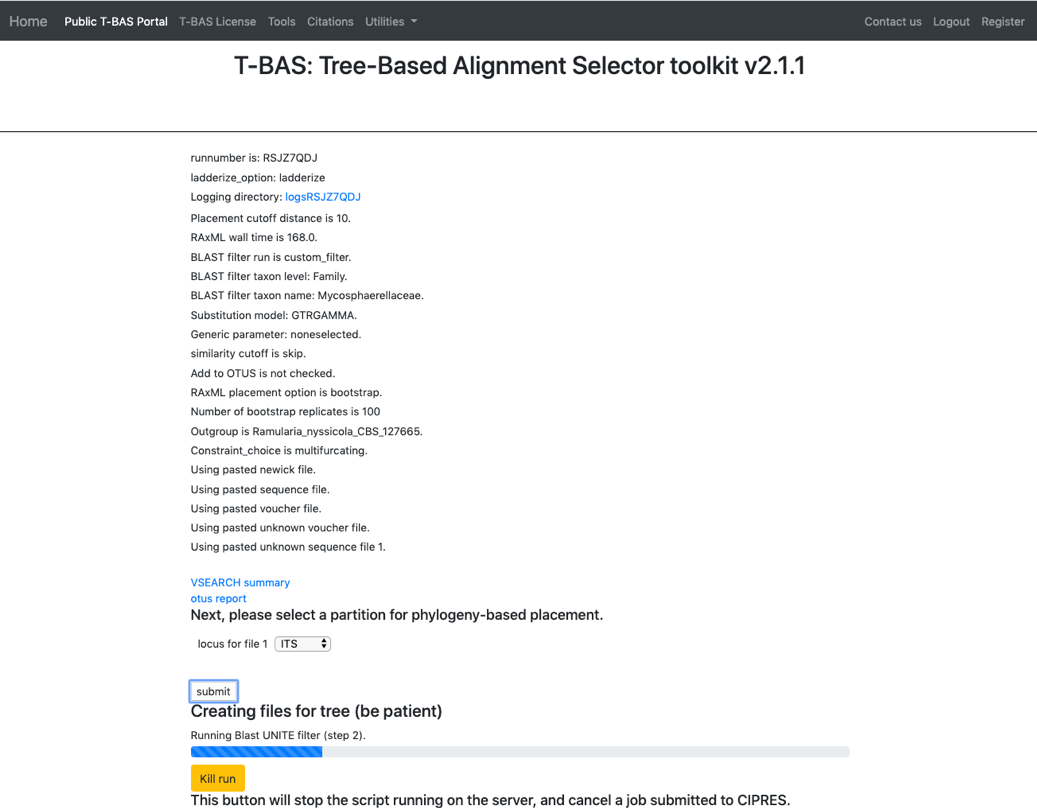 Home Public T-BAS Portal T-BAS License Tools Citations Utilities Contact us Logout Register
T-BAS: Tree-Based Alignment Selector toolkit v2.1.1
runnumber is: RSJZ7QDJ
ladderize_option: ladderize
Logging directory: logsRSJZ7QDJ
Placement cutoff distance is 10.
RAxML wall time is 168.0.
BLAST filter run is custom_filter.
BLAST filter taxon level: Family.
BLAST filter taxon name: Mycosphaerellaceae.
Substitution model: GTRGAMMA.
Generic parameter: noneselected.
similarity cutoff is skip.
Add to OTUS is not checked.
RAxML placement option is bootstrap.
Number of bootstrap replicates is 100
Outgroup is Ramularia_nyssicola_CBS_127665.
Constraint_choice is multifurcating.
Using pasted newick file.
Using pasted sequence file.
Using pasted voucher file.
Using pasted unknown voucher file.
Using pasted unknown sequence file 1.
VSEARCH summary
otus report
Next, please select a partition for phylogeny-based placement.
locus for file 1 ITS
submit
Creating files for tree (be patient)
Running Blast UNITE filter (step 2).
Kill run
This button will stop the script running on the server, and cancel a job submitted to CIPRES.